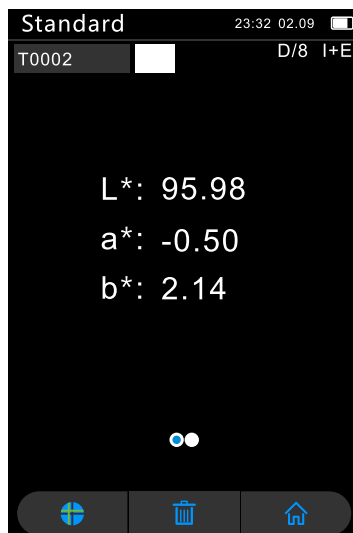 Standard 23:32 02.09
T0002 D/8 I+E
L*: 95.98
a*: -0.50
b*: 2.14